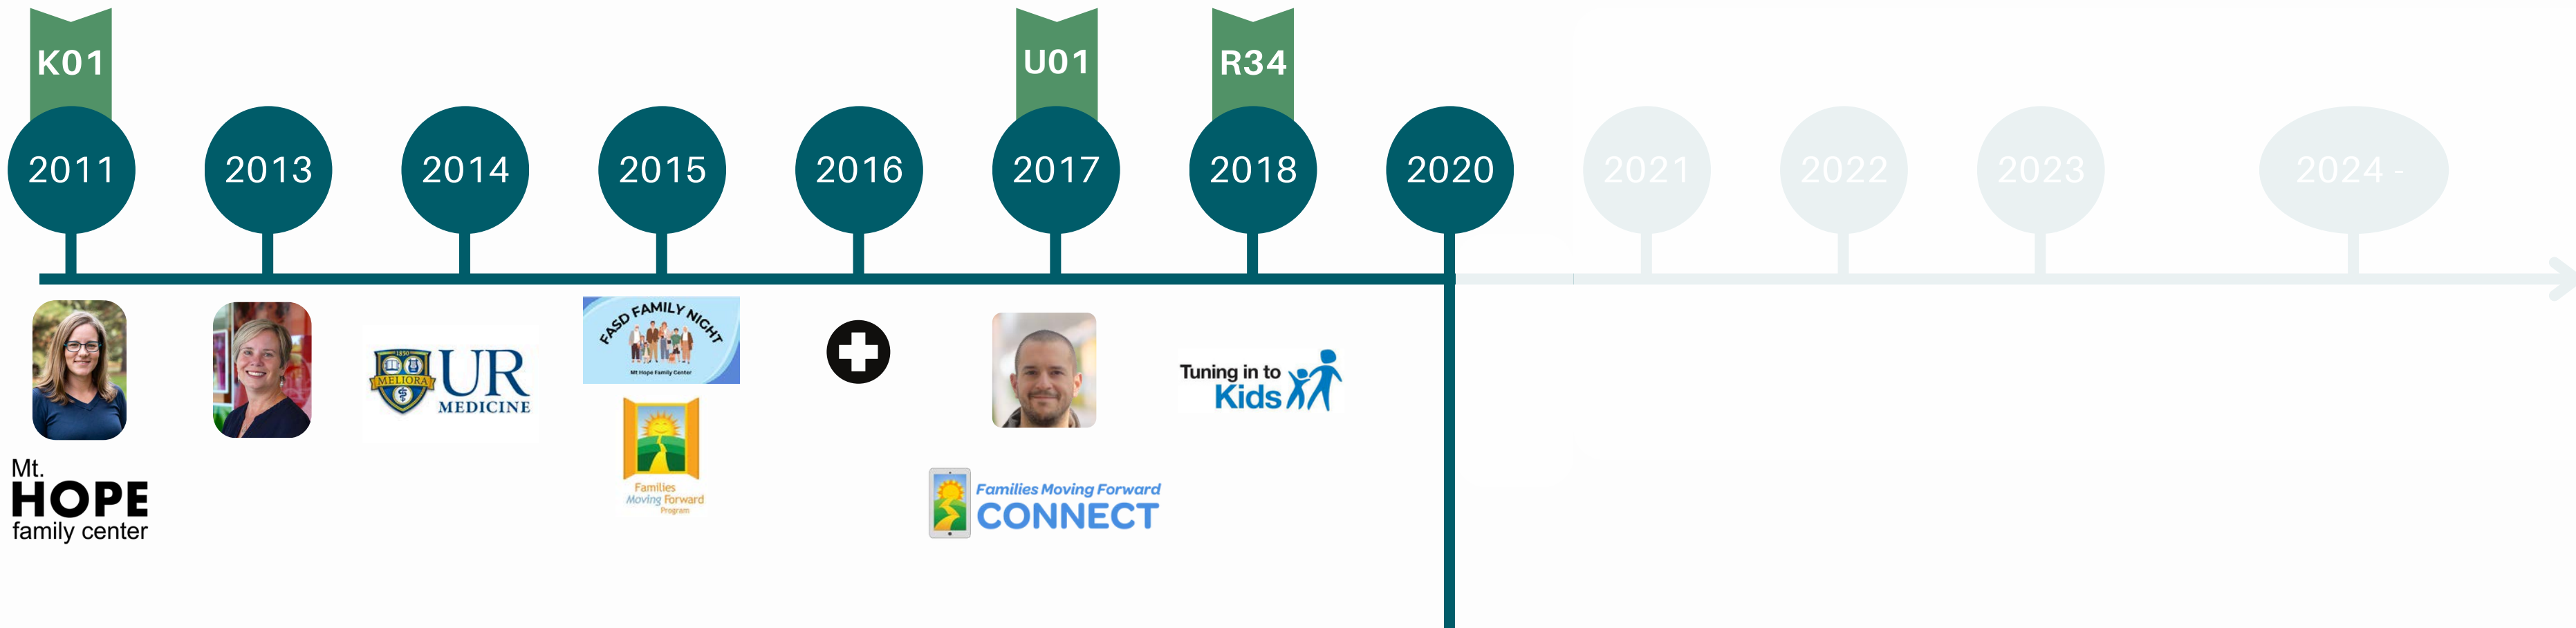 K01
U01
R34
2011
2013
2014
2015
2016
2017
2018
2020
2021
2022
2023
2024 -
Mt.
HOPE
family center
1850
MELIORA
UR
MEDICINE
FASD FAMILY NIGHT
Mt Hope Family Center
Families
Moving Forward
Program
Families Moving Forward
CONNECT
Tuning in to
Kids